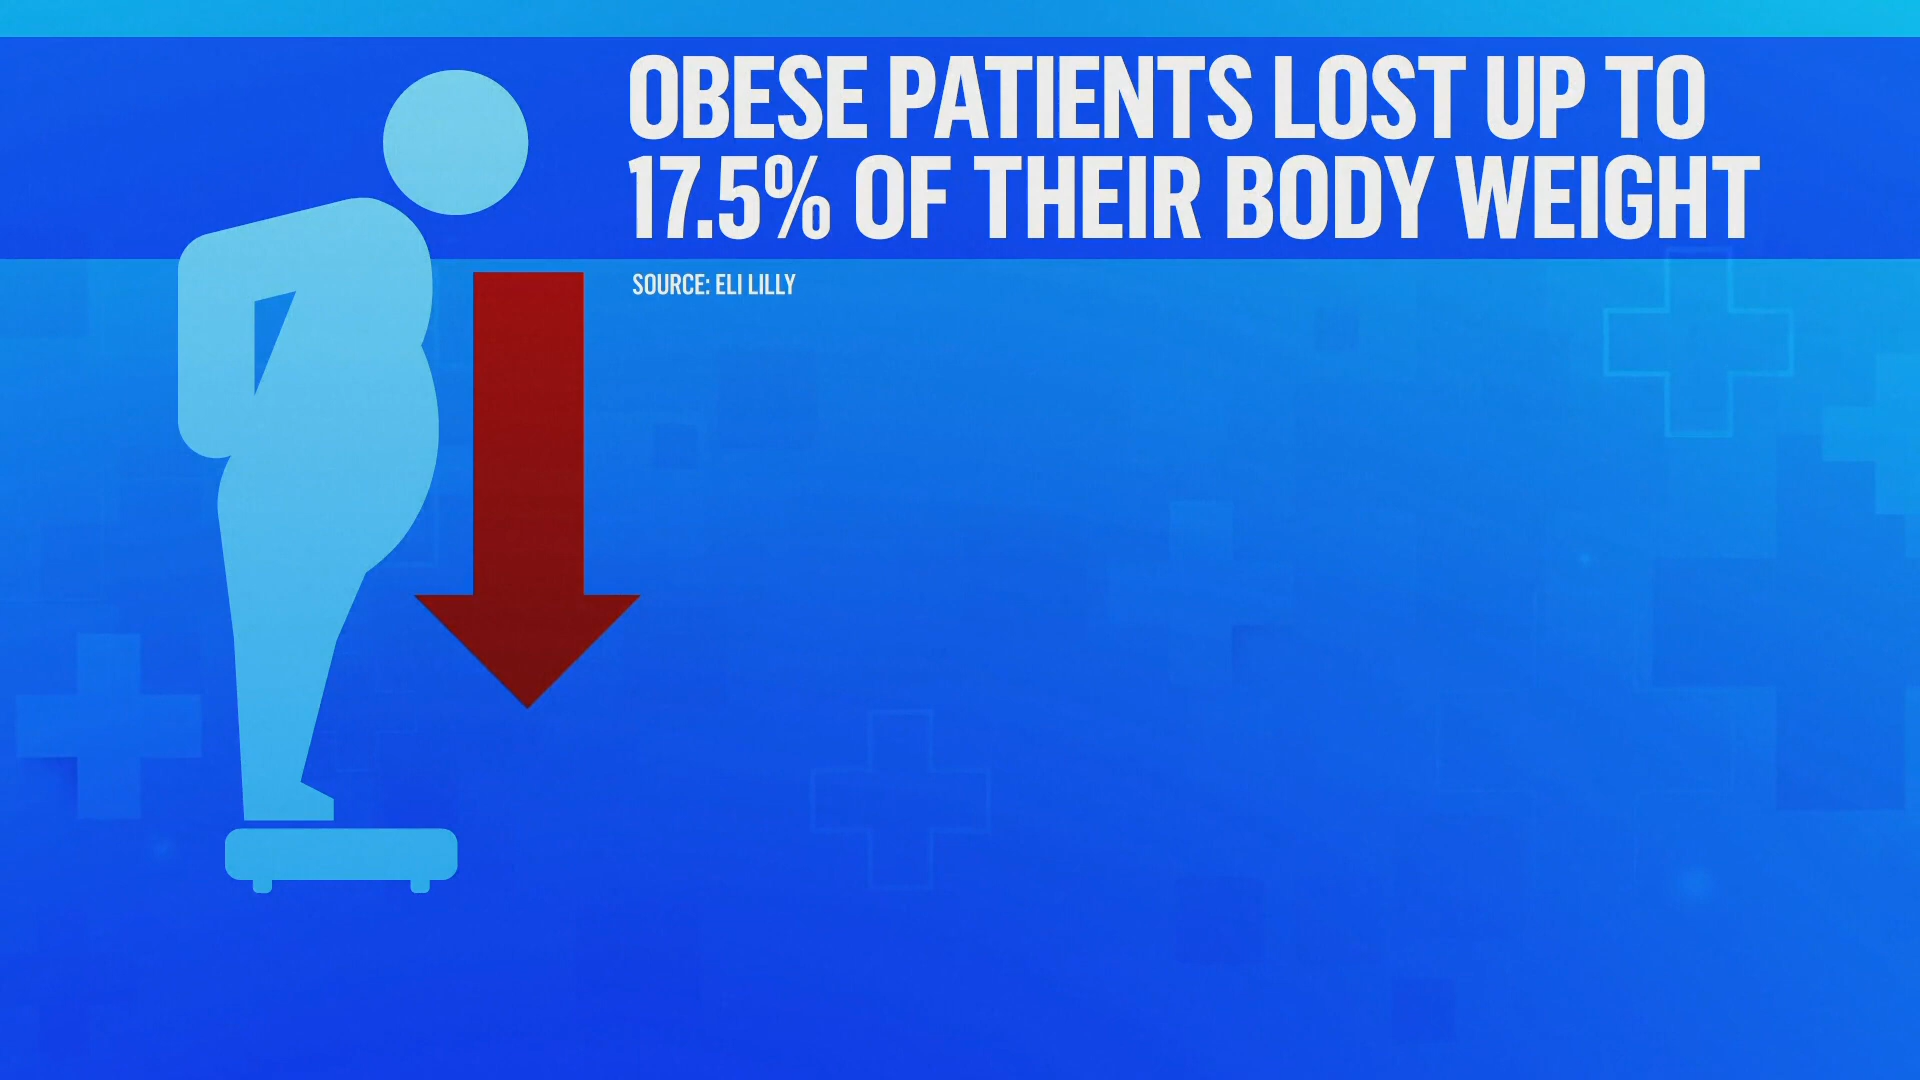 OBESE PATIENTS LOST UP TO
17.5% OF THEIR BODY WEIGHT
SOURCE: ELI LILLY